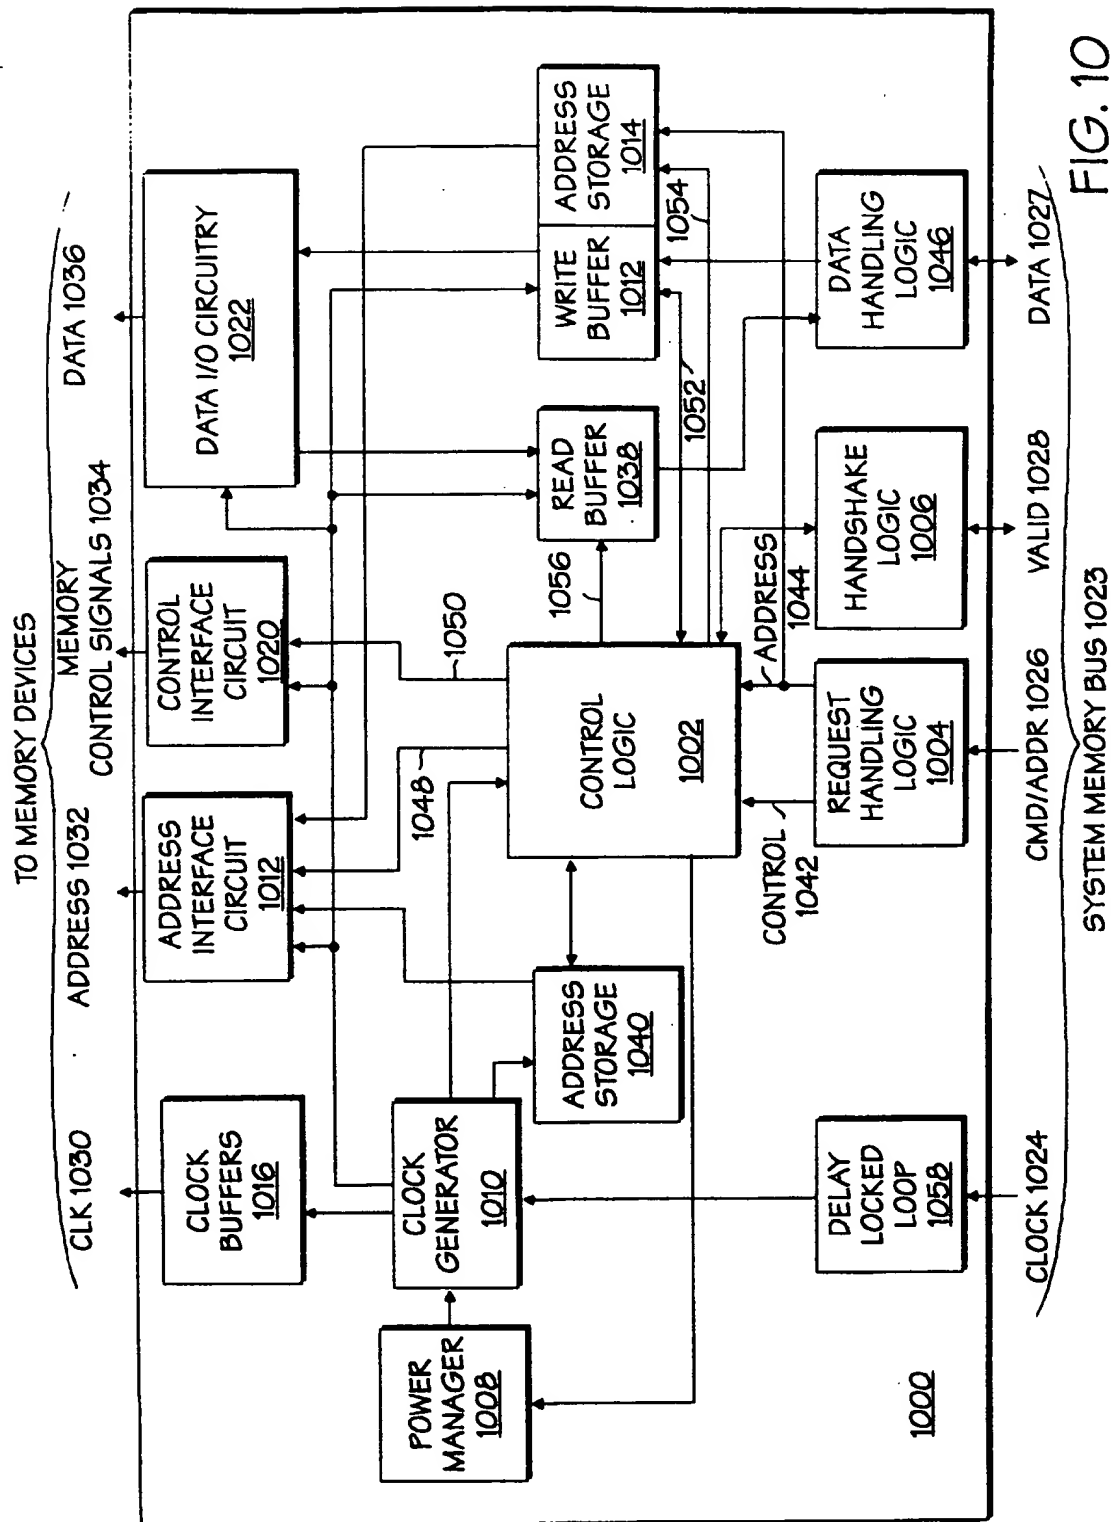 TO MEMORY DEVICES
CLK 1030
ADDRESS 1032
MEMORY
CONTROL SIGNALS 1034
DATA 1036
CLOCK
BUFFERS
1016
ADDRESS
INTERFACE
CIRCUIT
1012
CONTROL
INTERFACE
CIRCUIT
1020
DATA I/O CIRCUITRY
1022
POWER
MANAGER
1008
CLOCK
GENERATOR
1010
1048
1050
ADDRESS
STORAGE
1040
CONTROL
LOGIC
1002
1056
READ
BUFFER
1038
WRITE
BUFFER
1012
ADDRESS
STORAGE
1014
1052
1054
CONTROL
1042
ADDRESS
1044
DELAY
LOCKED
LOOP
1058
REQUEST
HANDLING
LOGIC
1004
HANDSHAKE
LOGIC
1006
DATA
HANDLING
LOGIC
1046
1000
CLOCK 1024
CMD/ADDR 1026
VALID 1028
DATA 1027
SYSTEM MEMORY BUS 1023
FIG. 10